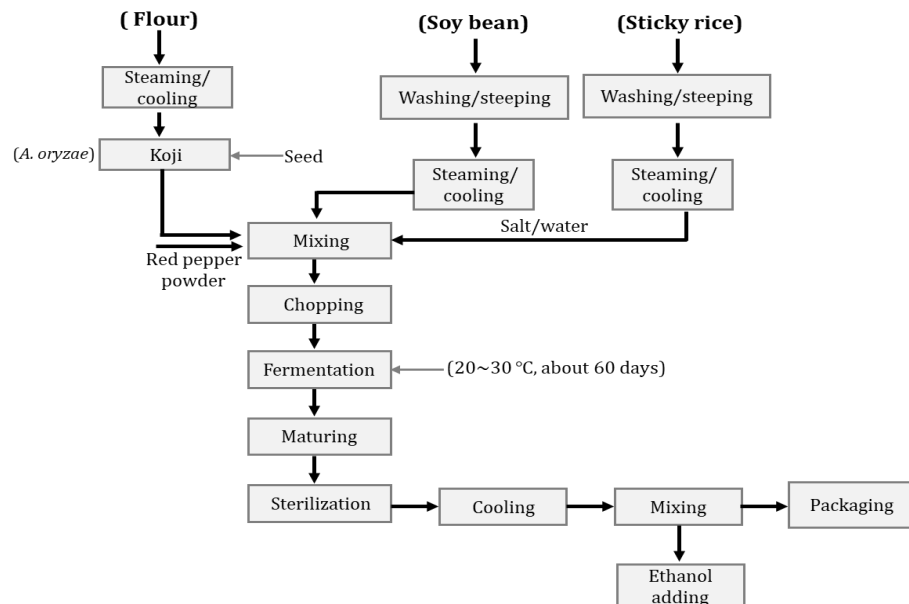 ( Flour)
(Soy bean)
(Sticky rice)
Steaming/
cooling
Washing/steeping
Washing/steeping
(A. oryzae)
Koji
Seed
Steaming/
cooling
Steaming/
cooling
Salt/water
Mixing
Red pepper
powder
Chopping
Fermentation
(20~30 °C, about 60 days)
Maturing
Sterilization
Cooling
Mixing
Packaging
Ethanol
adding